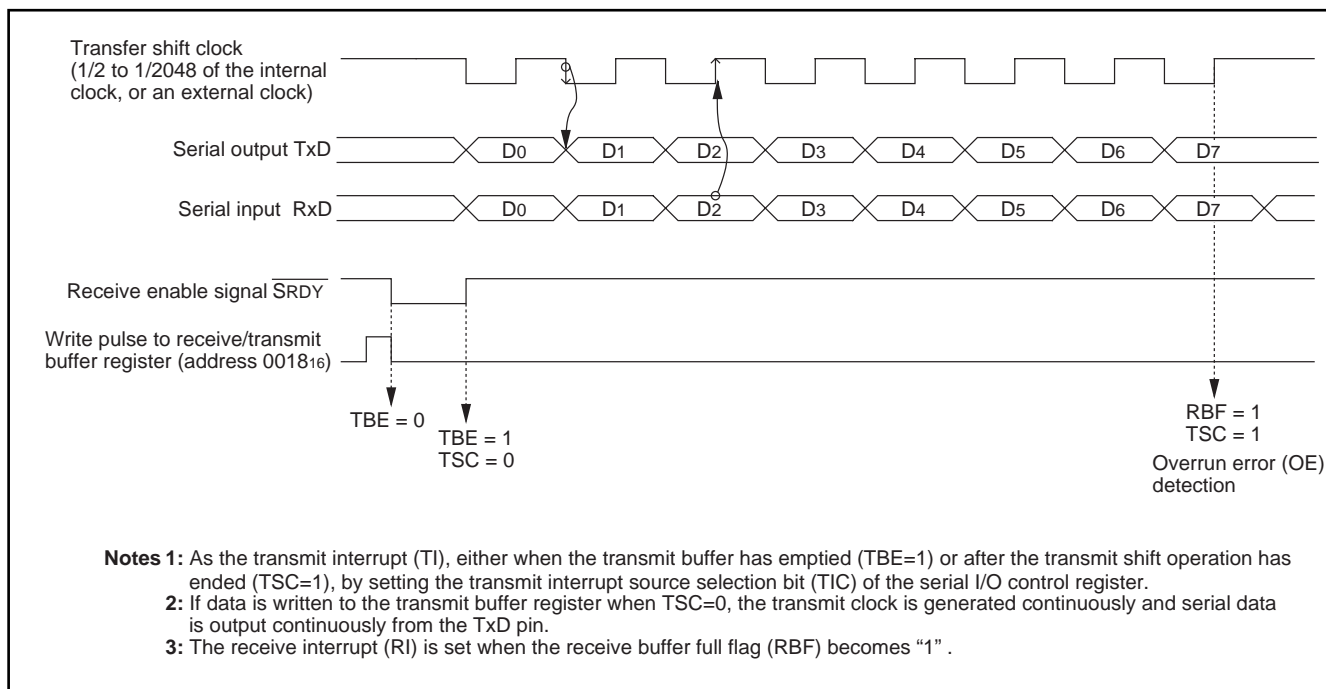 Transfer shift clock
(1/2 to 1/2048 of the internal
clock, or an external clock)
Serial output TxD
D0 D1 D2 D3 D4 D5 D6 D7
Serial input RxD
D0 D1 D2 D3 D4 D5 D6 D7
Receive enable signal SRDY
Write pulse to receive/transmit
buffer register (address 001816)
TBE = 0
TBE = 1
TSC = 0
RBF = 1
TSC = 1
Overrun error (OE)
detection
Notes 1: As the transmit interrupt (TI), either when the transmit buffer has emptied (TBE=1) or after the transmit shift operation has
ended (TSC=1), by setting the transmit interrupt source selection bit (TIC) of the serial I/O control register.
2: If data is written to the transmit buffer register when TSC=0, the transmit clock is generated continuously and serial data
is output continuously from the TxD pin.
3: The receive interrupt (RI) is set when the receive buffer full flag (RBF) becomes “1” .